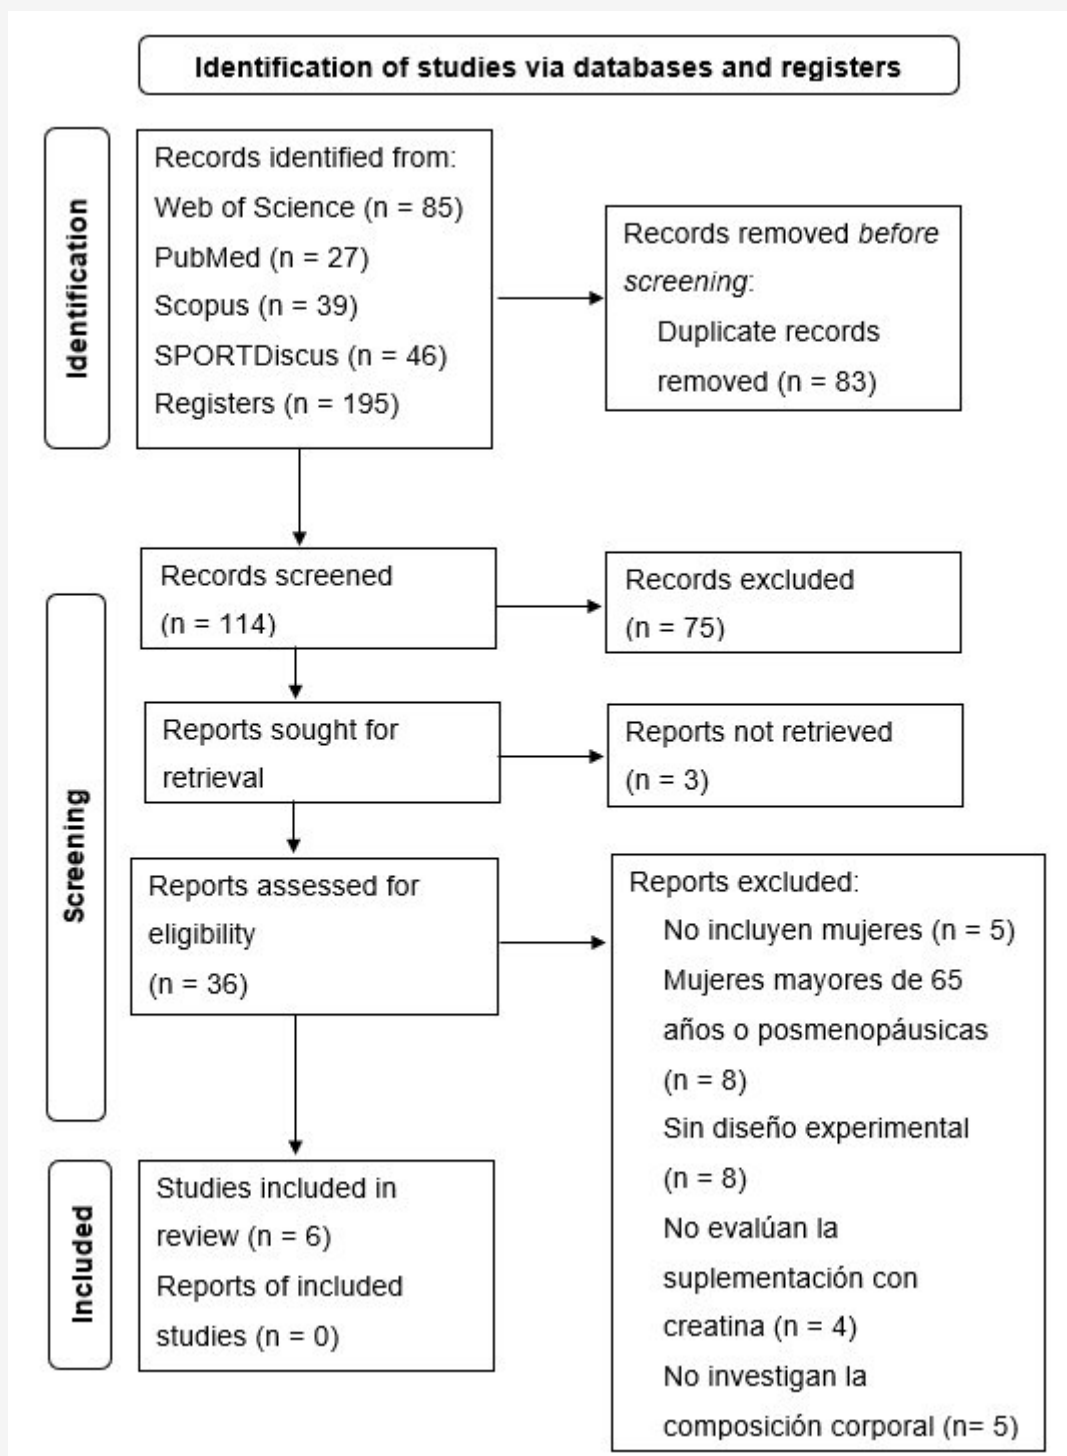 Identification of studies via databases and registers
Identification
Records identified from:
Web of Science (n = 85)
PubMed (n = 27)
Scopus (n = 39)
SPORTDiscus (n = 46)
Registers (n = 195)
Records removed before
screening:
Duplicate records
removed (n = 83)
Screening
Records screened
(n = 114)
Records excluded
(n = 75)
Reports sought for
retrieval
Reports not retrieved
(n = 3)
Reports assessed for
eligibility
(n = 36)
Reports excluded:
No incluyen mujeres (n = 5)
Mujeres mayores de 65
años o posmenopáusicas
(n = 8)
Sin diseño experimental
(n = 8)
No evalúan la
suplementación con
creatina (n = 4)
No investigan la
composición corporal (n= 5)
Included
Studies included in
review (n = 6)
Reports of included
studies (n = 0)